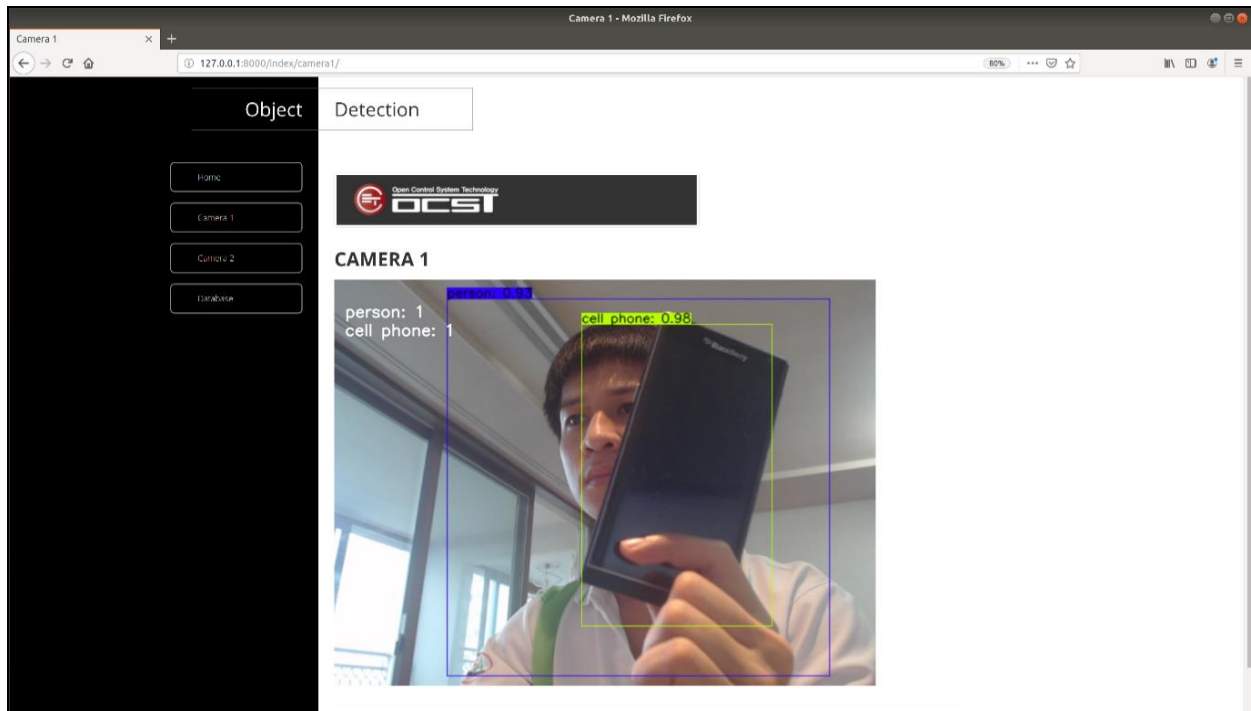 Camera 1 - Mozilla Firefox
Camera 1
127.0.0.1:8000/index/camera1/
80%
Object Detection
Home
Camera 1
Camera 2
Database
Open Control System Technology
OCST
CAMERA 1
person: 0.93
person: 1
cell phone: 1
cell phone: 0.98
BlackBerry